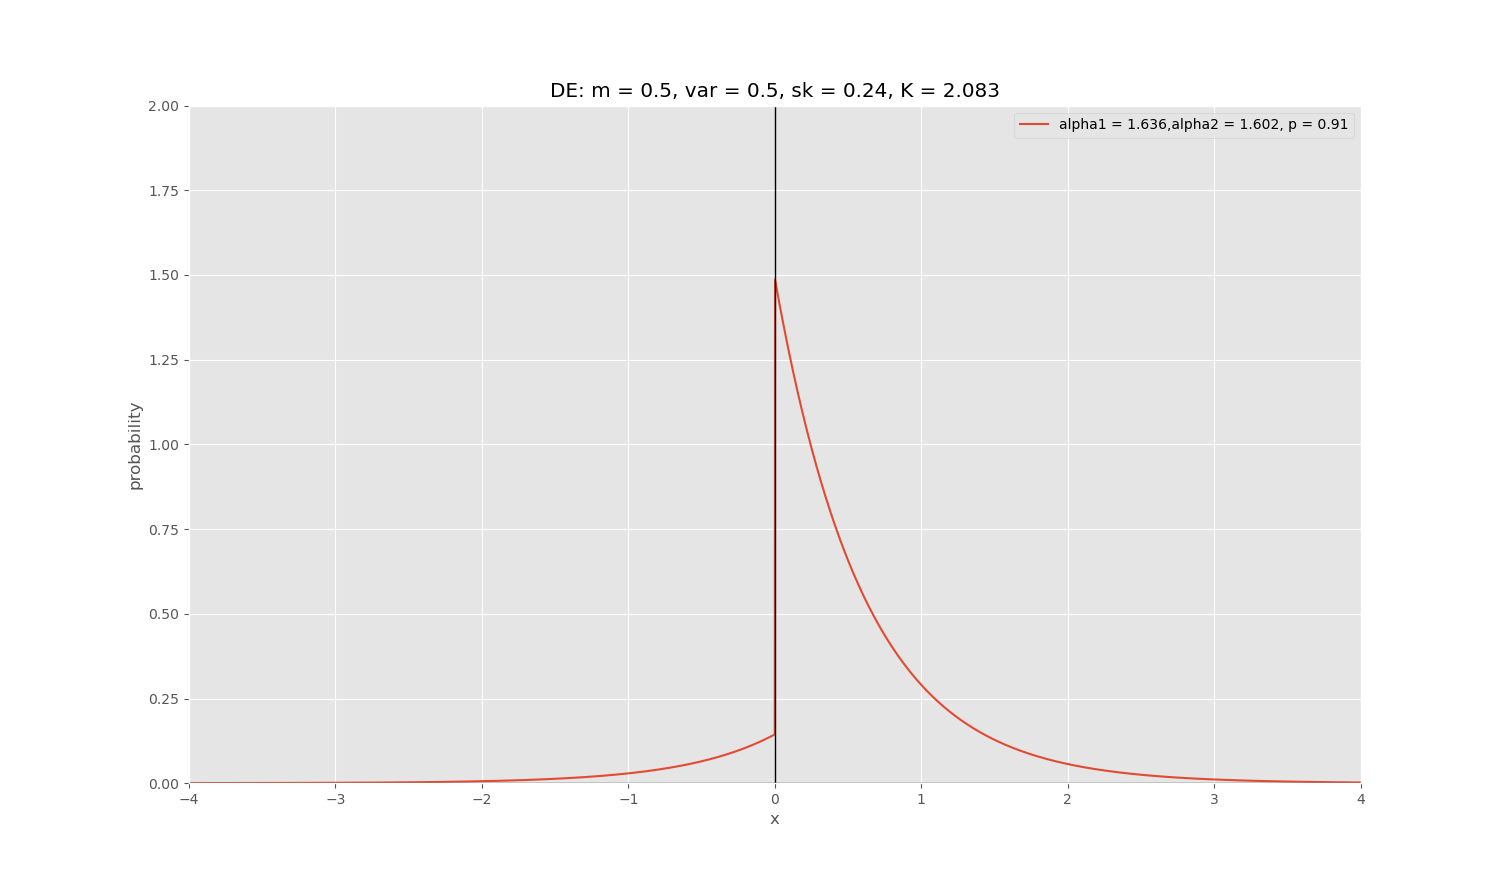 DE: m = 0.5, var = 0.5, sk = 0.24, K = 2.083
alpha1 = 1.636,alpha2 = 1.602, p = 0.91
2.00
1.75
1.50
1.25
1.00
0.75
0.50
0.25
0.00
probability
−4 −3 −2 −1 0 1 2 3 4
x